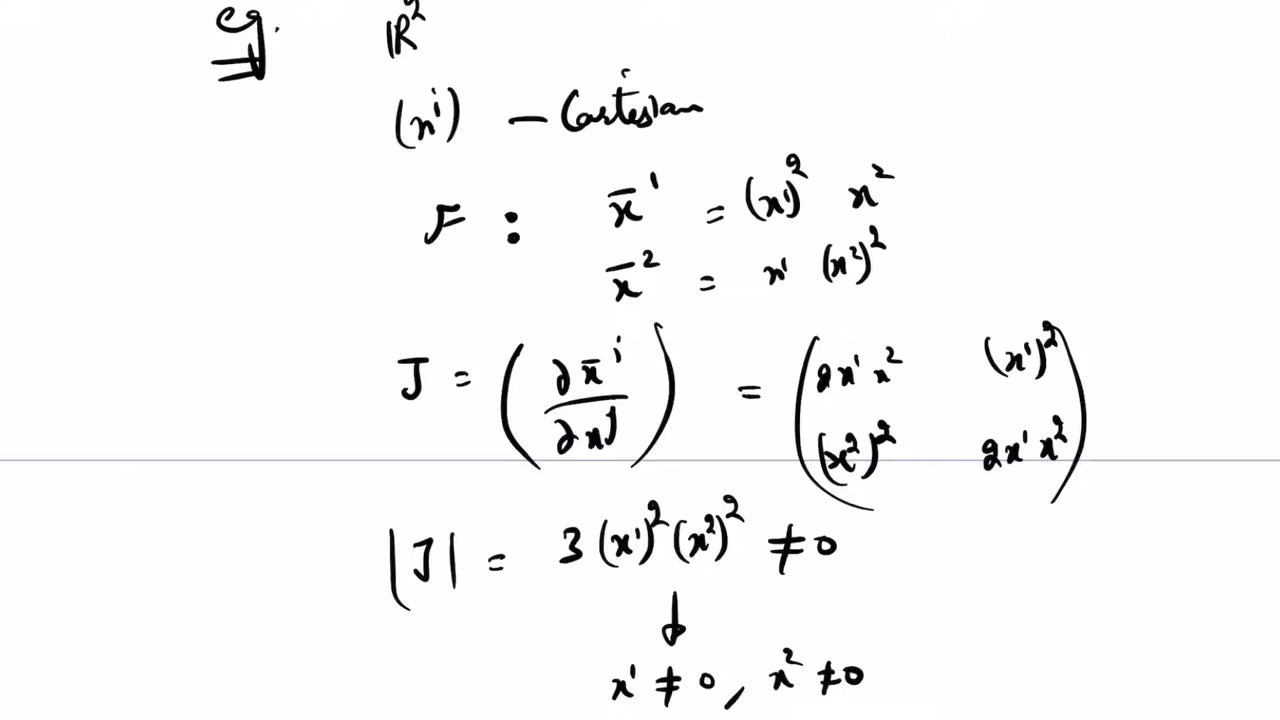 eg. ℝ²
(xⁱ) — Cartesian
F : x̄¹ = (x¹)² x²
x̄² = x¹ (x²)²
J = (∂x̄ⁱ/∂xʲ) = (2x¹x² (x¹)²
(x²)² 2x¹x²)
|J| = 3(x¹)²(x²)² ≠ 0
↓
x¹ ≠ 0, x² ≠ 0